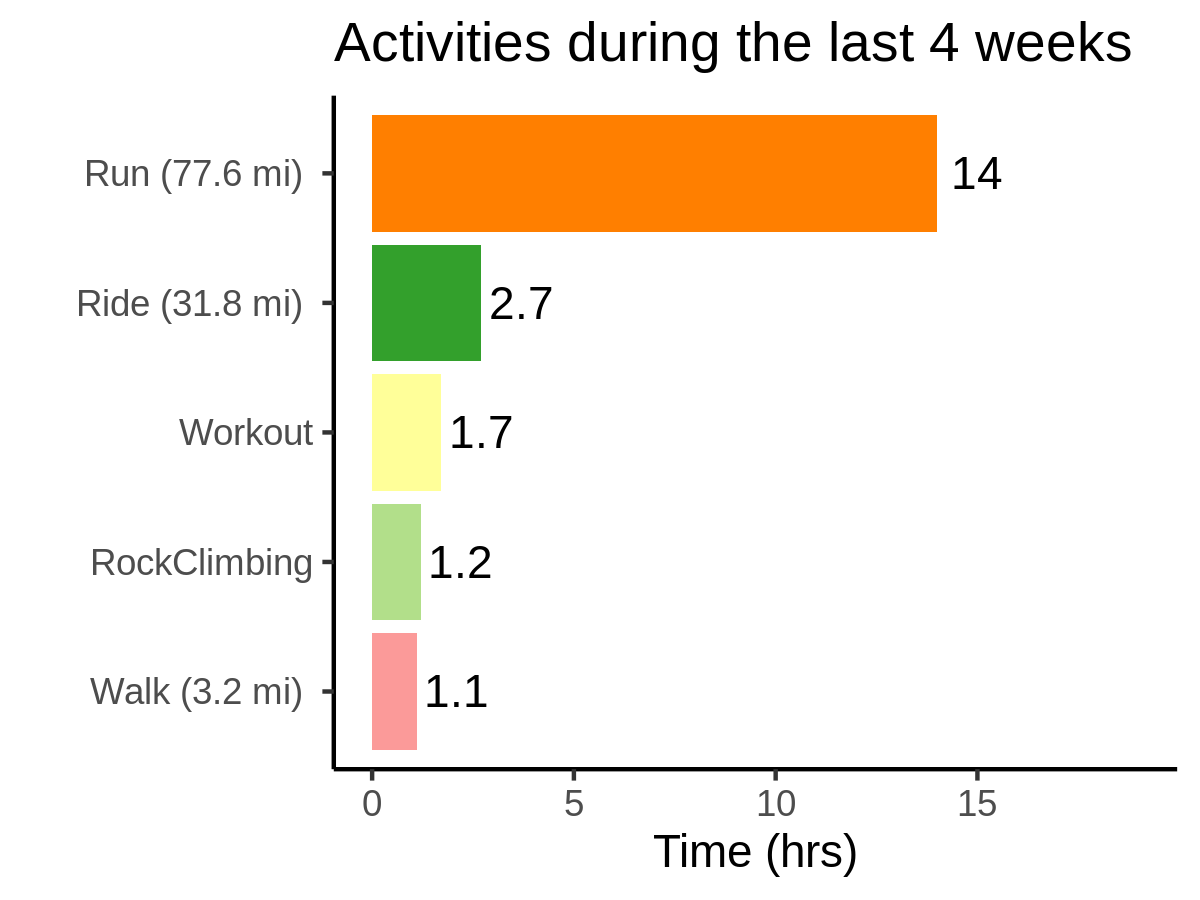 Activities during the last 4 weeks
Run (77.6 mi)
14
Ride (31.8 mi)
2.7
Workout
1.7
RockClimbing
1.2
Walk (3.2 mi)
1.1
0 5 10 15
Time (hrs)